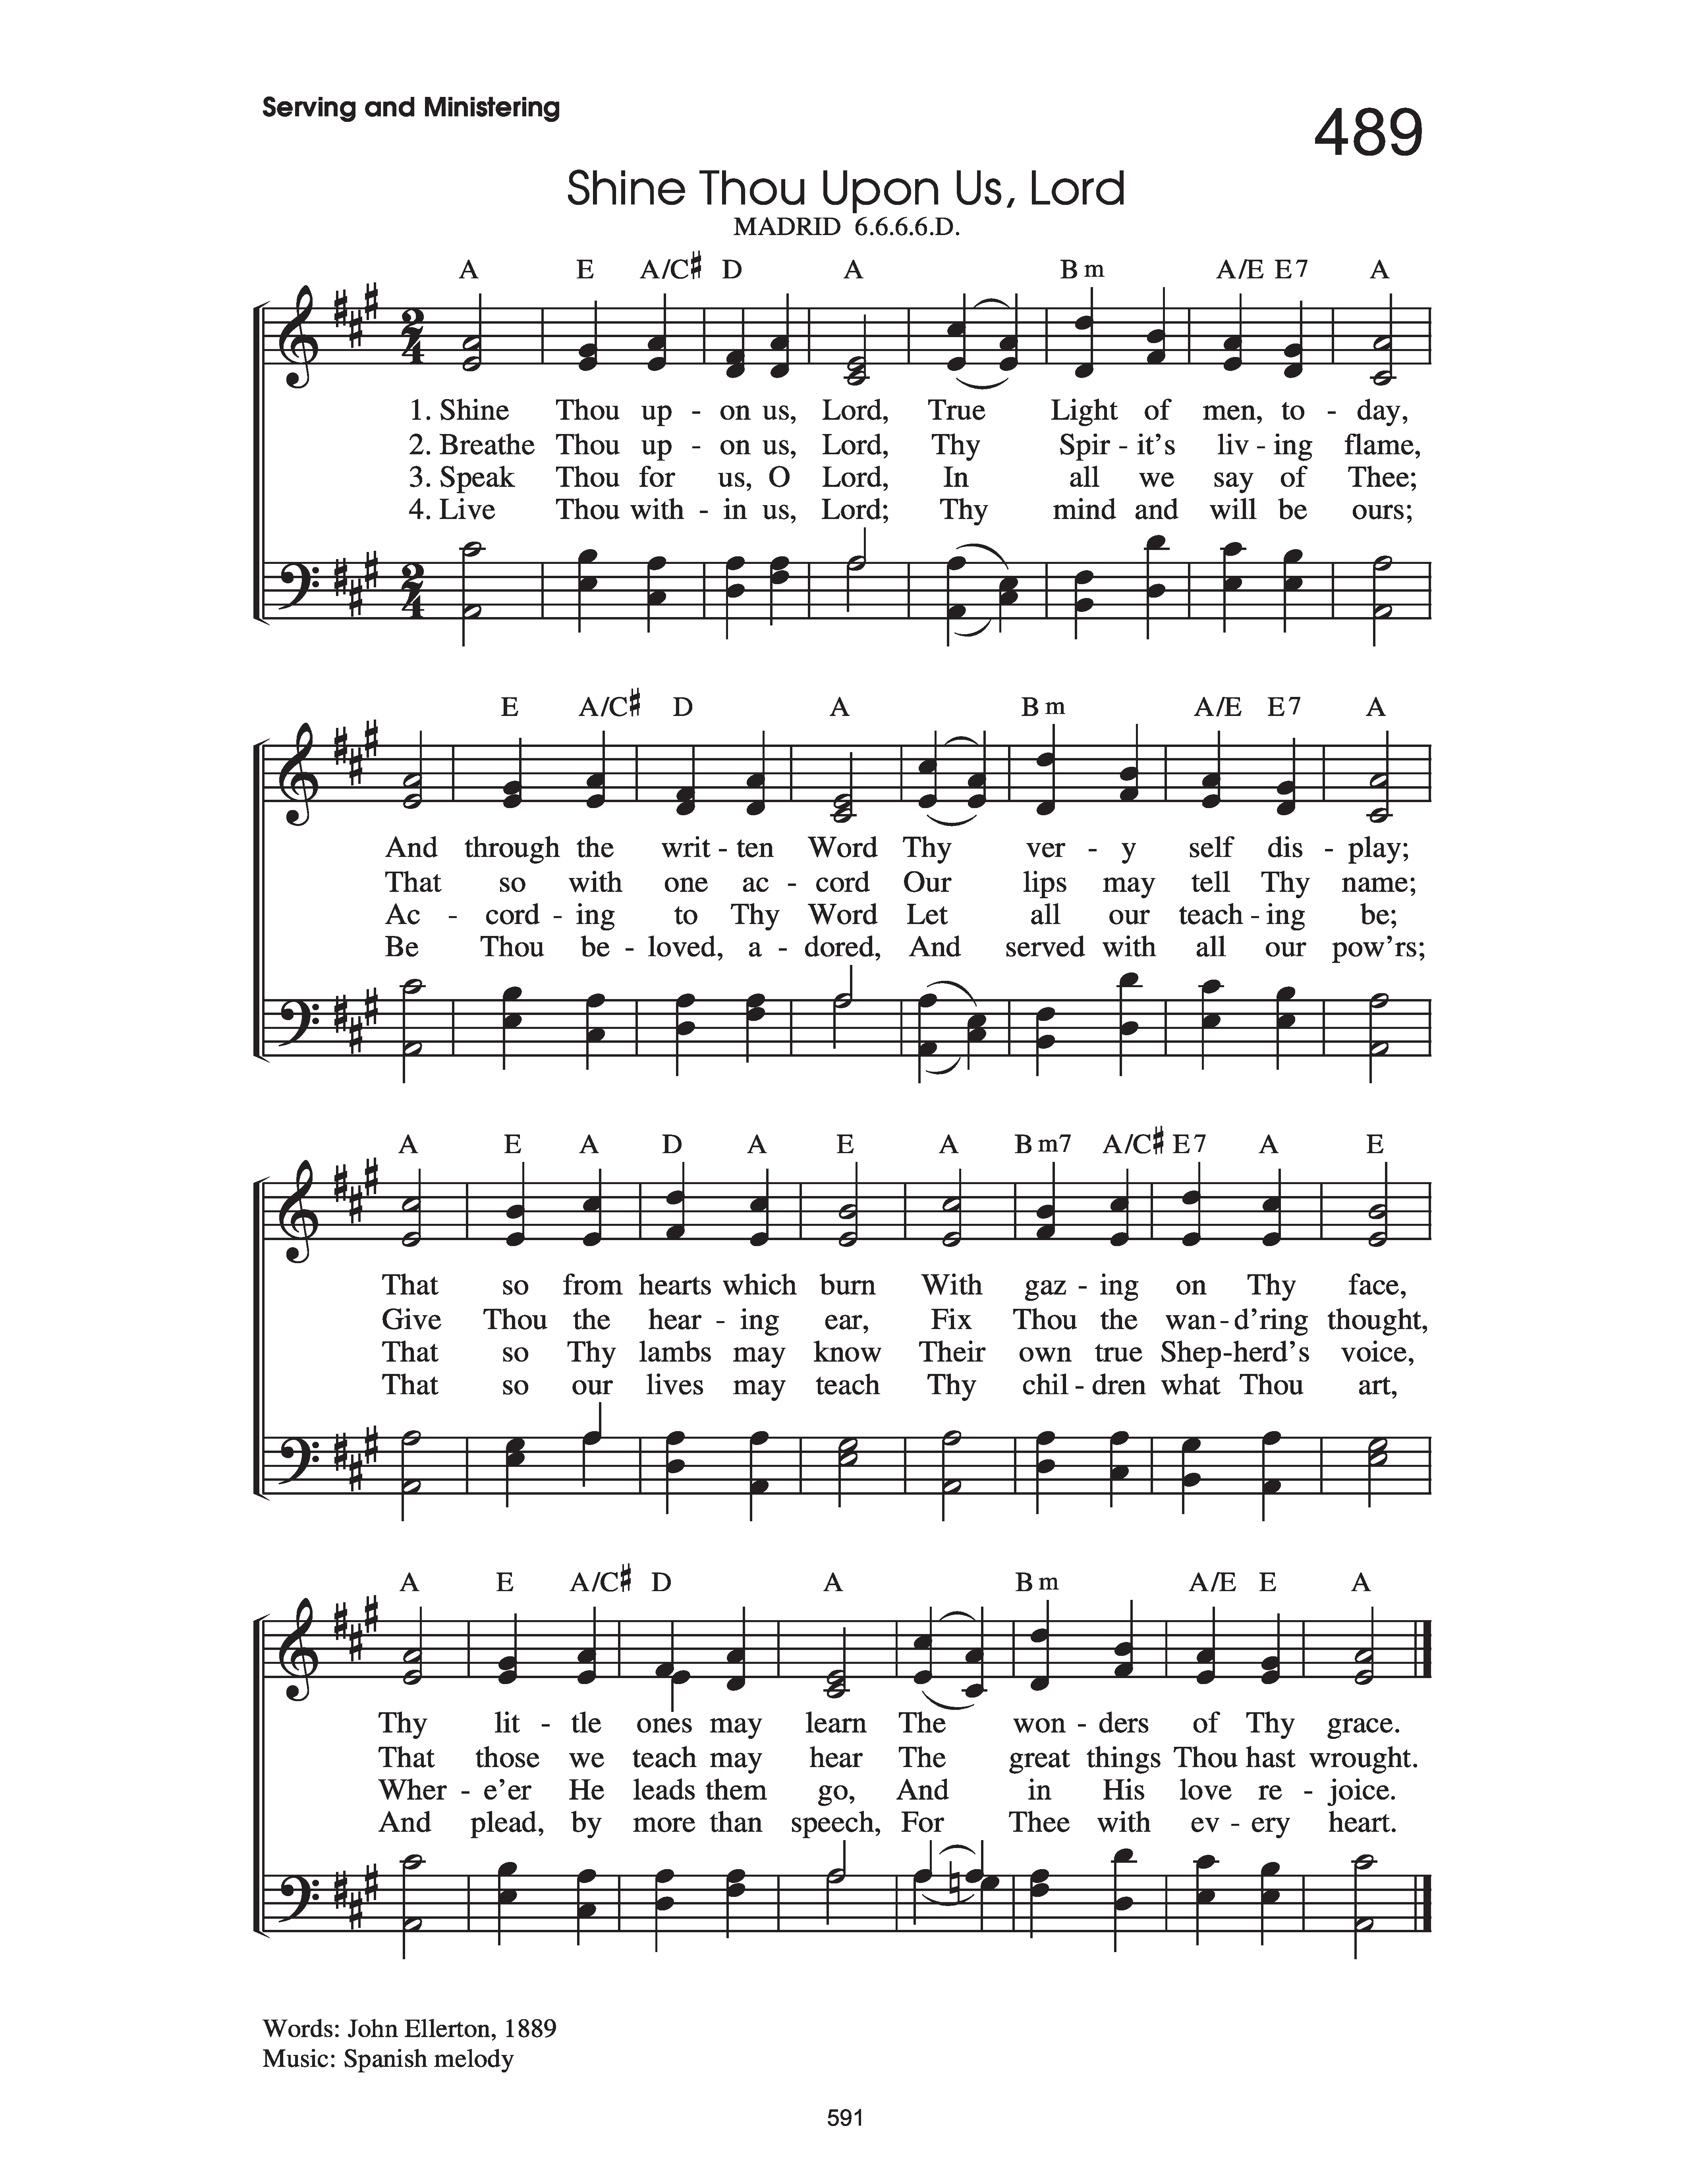 Serving and Ministering
489
Shine Thou Upon Us, Lord
MADRID 6.6.6.6.D.
A E A/C♯ D A Bm A/E E7 A
1. Shine Thou up - on us, Lord, True Light of men, to - day,
2. Breathe Thou up - on us, Lord, Thy Spir - it's liv - ing flame,
3. Speak Thou for us, O Lord, In all we say of Thee;
4. Live Thou with - in us, Lord; Thy mind and will be ours;
E A/C♯ D A Bm A/E E7 A
And through the writ - ten Word Thy ver - y self dis - play;
That so with one ac - cord Our lips may tell Thy name;
Ac - cord - ing to Thy Word Let all our teach - ing be;
Be Thou be - loved, a - dored, And served with all our pow'rs;
A E A D A E A Bm7 A/C♯ E7 A E
That so from hearts which burn With gaz - ing on Thy face,
Give Thou the hear - ing ear, Fix Thou the wan - d'ring thought,
That so Thy lambs may know Their own true Shep - herd's voice,
That so our lives may teach Thy chil - dren what Thou art,
A E A/C♯ D A Bm A/E E A
Thy lit - tle ones may learn The won - ders of Thy grace.
That those we teach may hear The great things Thou hast wrought.
Wher - e'er He leads them go, And in His love re - joice.
And plead, by more than speech, For Thee with ev - ery heart.
Words: John Ellerton, 1889
Music: Spanish melody
591